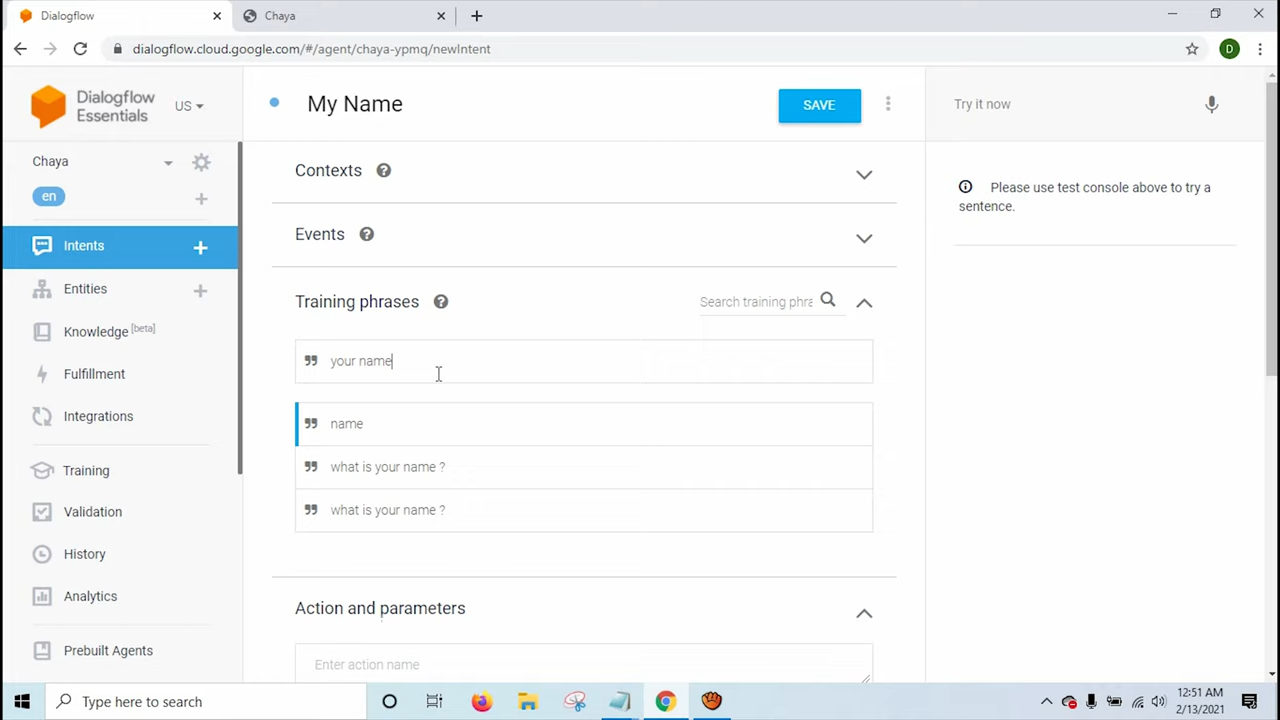 Dialogflow
Chaya
dialogflow.cloud.google.com/#/agent/chaya-ypmq/newIntent
D
Dialogflow
Essentials
US
My Name
SAVE
Try it now
Chaya
en
Contexts
Please use test console above to try a
sentence.
Intents
Events
Entities
Training phrases
Search training phra
Knowledge [beta]
your name
Fulfillment
Integrations
name
Training
what is your name ?
Validation
what is your name ?
History
Analytics
Action and parameters
Prebuilt Agents
Enter action name
Type here to search
12:51 AM
2/13/2021